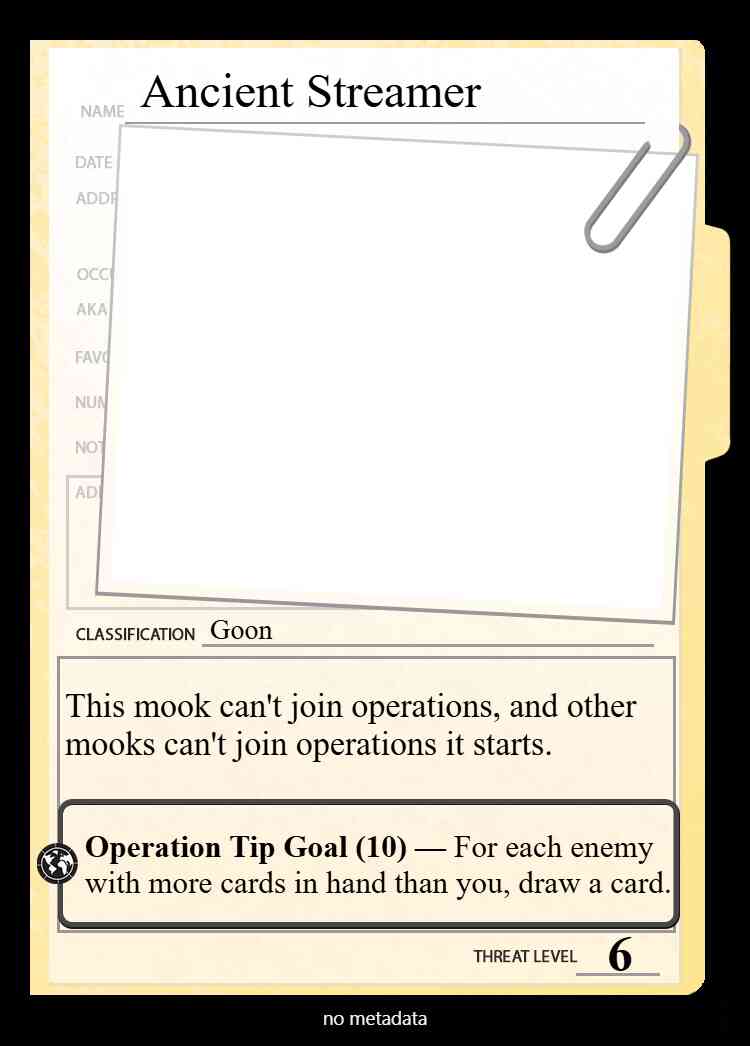 Ancient Streamer
NAME
DATE
ADDR
OCCU
AKA
FAVO
NUM
NOT
ADD
CLASSIFICATION Goon
This mook can't join operations, and other
mooks can't join operations it starts.
Operation Tip Goal (10) — For each enemy
with more cards in hand than you, draw a card.
THREAT LEVEL 6
no metadata